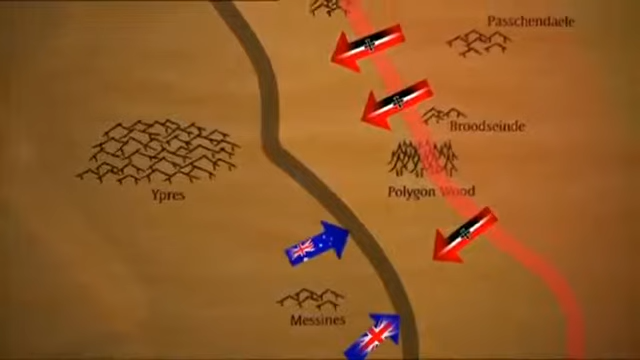 Passchendaele
Broodseinde
Polygon Wood
Ypres
Messines